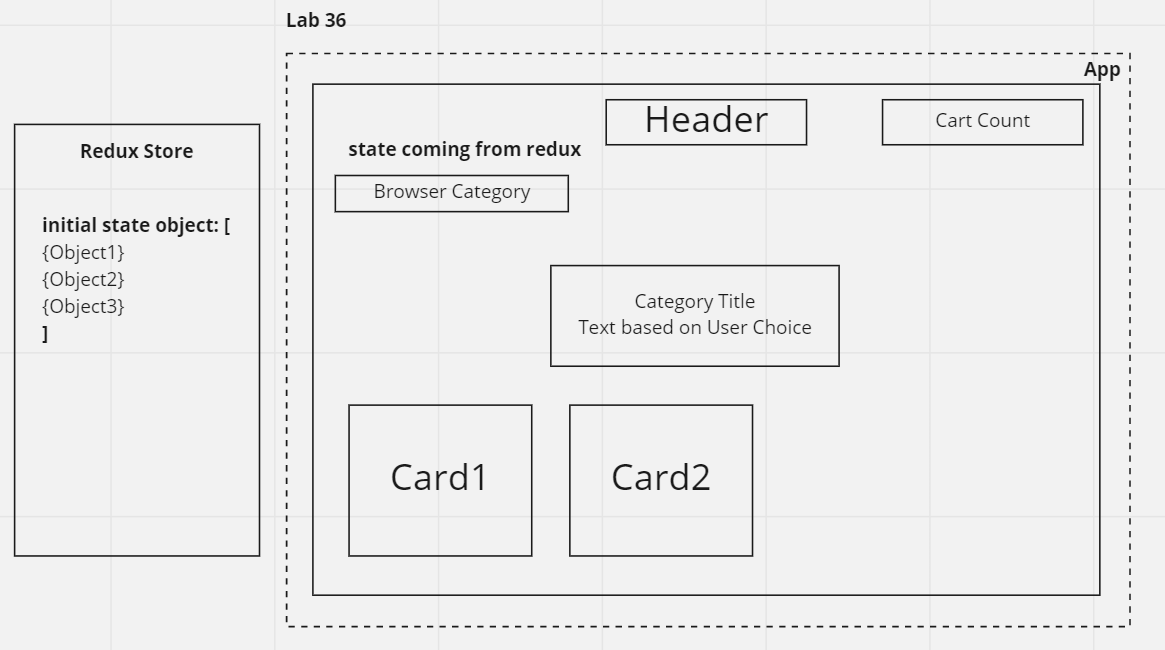 Lab 36
App
Header
Cart Count
Redux Store
state coming from redux
Browser Category
initial state object: [
{Object1}
{Object2}
{Object3}
]
Category Title
Text based on User Choice
Card1
Card2